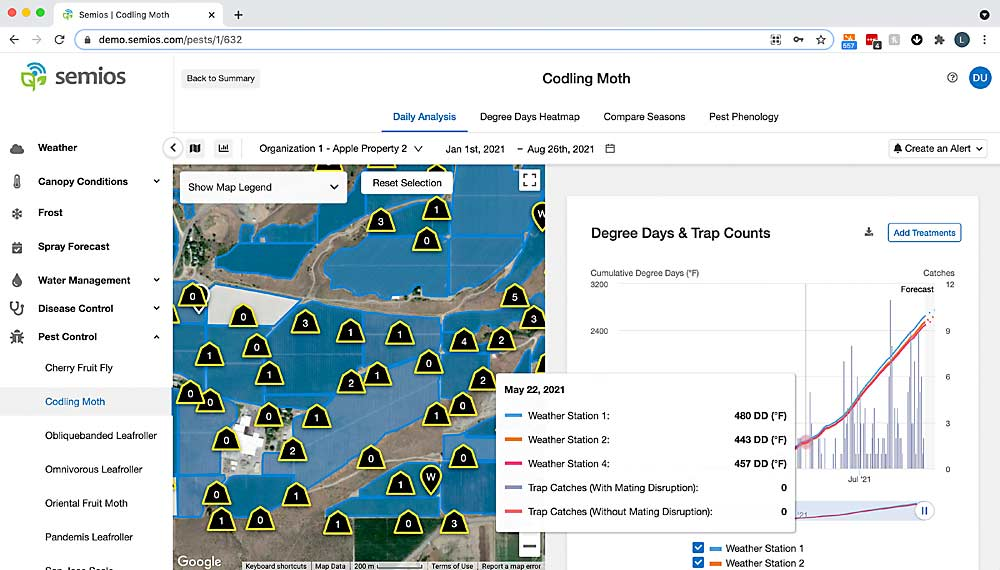 Semios | Codling Moth
demo.semios.com/pests/1/632
557
4
L
semios
Back to Summary
Codling Moth
DU
Daily Analysis
Degree Days Heatmap
Compare Seasons
Pest Phenology
Organization 1 - Apple Property 2
Jan 1st, 2021 – Aug 26th, 2021
Create an Alert
Weather
Canopy Conditions
Frost
Spray Forecast
Water Management
Disease Control
Pest Control
Cherry Fruit Fly
Codling Moth
Obliquebanded Leafroller
Omnivorous Leafroller
Oriental Fruit Moth
Pandemis Leafroller
San Jose Scale
Show Map Legend
Reset Selection
3
1
W
0
0
5
0
3
1
1
3
4
2
1
0
0
1
2
1
2
0
0
0
1
1
0
0
2
0
0
1
W
0
1
1
0
1
0
3
Google
Keyboard shortcuts
Map Data
200 m
Terms of Use
Report a map error
Degree Days & Trap Counts
Add Treatments
Cumulative Degree Days (°F)
Catches
3200
Forecast
12
2400
9
6
3
0
Jul '21
May 22, 2021
Weather Station 1: 480 DD (°F)
Weather Station 2: 443 DD (°F)
Weather Station 4: 457 DD (°F)
Trap Catches (With Mating Disruption): 0
Trap Catches (Without Mating Disruption): 0
'21
Weather Station 1
Weather Station 2